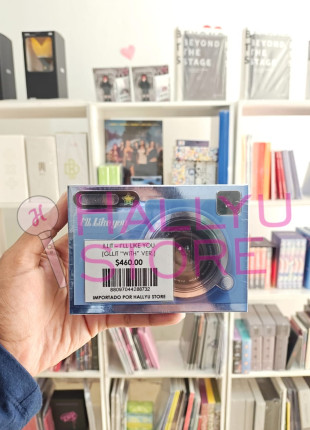 BEYOND
THE
STAGE
BEYOND
THE
STAGE
I'll Like you
HALLYU
STORE
ILLIT - I'LL LIKE YOU
(GLLIT "WITH" VER.)
$460.00
88097044288732
IMPORTADO POR HALLYU STORE